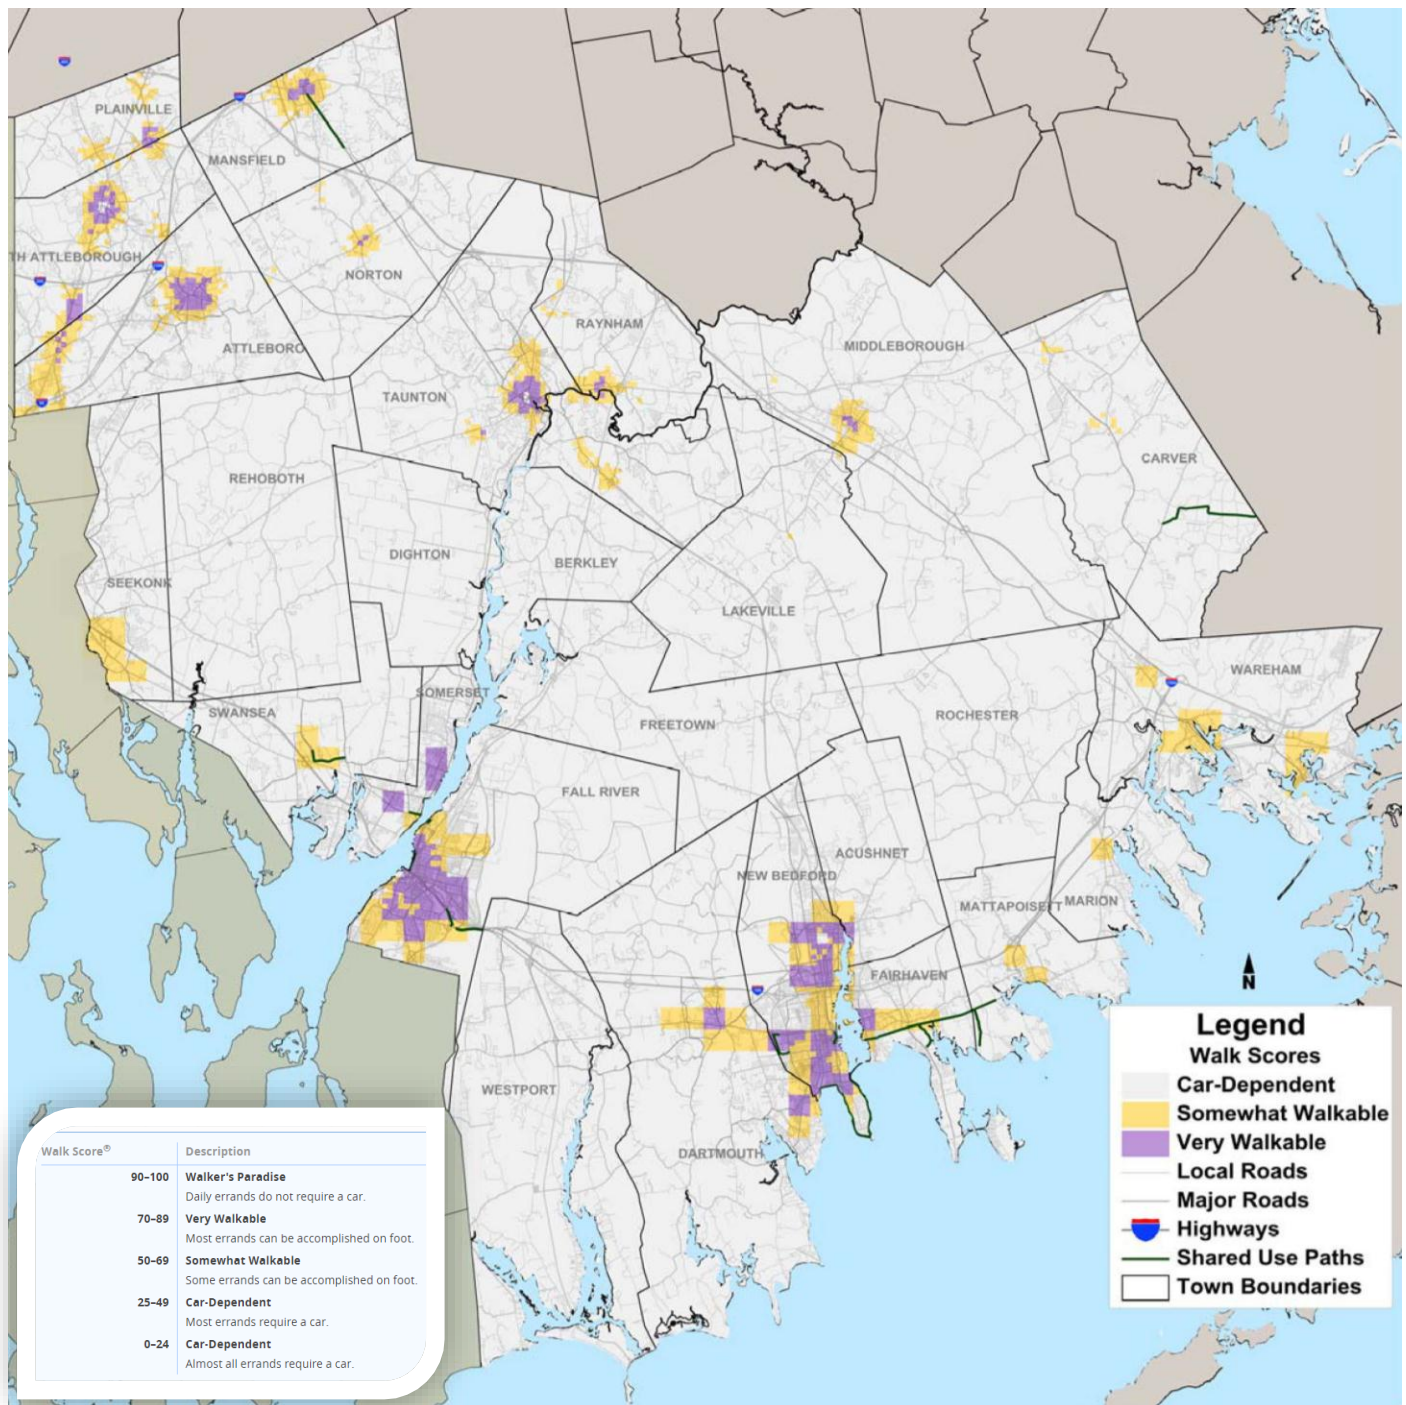 PLAINVILLE
MANSFIELD
TH ATTLEBOROUGH
NORTON
RAYNHAM
ATTLEBORO
MIDDLEBOROUGH
TAUNTON
CARVER
REHOBOTH
DIGHTON
BERKLEY
SEEKONK
LAKEVILLE
WAREHAM
SOMERSET
SWANSEA
FREETOWN
ROCHESTER
FALL RIVER
ACUSHNET
NEW BEDFORD
MATTAPOISETT
MARION
FAIRHAVEN
WESTPORT
DARTMOUTH
N
Legend
Walk Scores
Car-Dependent
Somewhat Walkable
Very Walkable
Local Roads
Major Roads
Highways
Shared Use Paths
Town Boundaries
Walk Score® Description
90–100 Walker's Paradise
Daily errands do not require a car.
70–89 Very Walkable
Most errands can be accomplished on foot.
50–69 Somewhat Walkable
Some errands can be accomplished on foot.
25–49 Car-Dependent
Most errands require a car.
0–24 Car-Dependent
Almost all errands require a car.